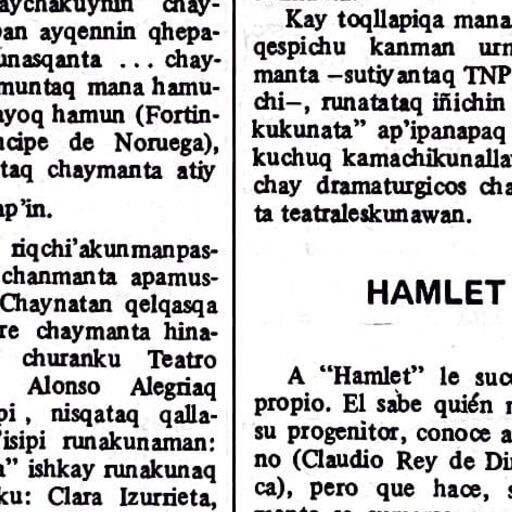 aychakuynin chay-
an ayqennin qhepa-
unasqanta ... chay-
muntaq mana hamu-
ayoq hamun (Fortin-
ncipe de Noruega),
taq chaymanta atiy
ap'in.
riqchi'akunmanpas-
chanmanta apamus-
Chaynatan qelqasqa
re chaymanta hina-
churanku Teatro
Alonso Alegriaq
pi, nisqataq qalla-
'isipi runakunaman:
a" ishkay runakunaq
ku: Clara Izurrieta,
Kay toqllapiqa mana
qespichu kanman urm
manta —sutiyantaq TNP
chi—, runatataq iñichin
kukunata" ap'ipanapaq
kuchuq kamachikunalla
chay dramaturgicos cha
ta teatraleskunawan.
HAMLET
A "Hamlet" le suc
propio. El sabe quién
su progenitor, conoce a
no (Claudio Rey de Di
ca), pero que hace, s